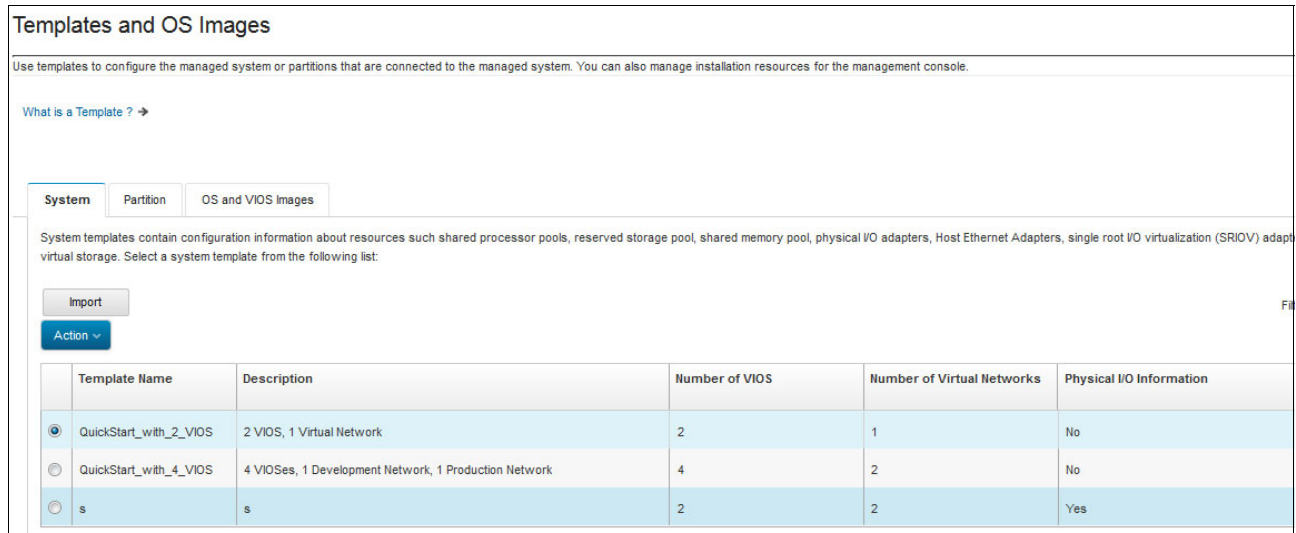 Templates and OS Images
Use templates to configure the managed system or partitions that are connected to the managed system. You can also manage installation resources for the management console.
What is a Template ? →
System Partition OS and VIOS Images
System templates contain configuration information about resources such shared processor pools, reserved storage pool, shared memory pool, physical I/O adapters, Host Ethernet Adapters, single root I/O virtualization (SRIOV)
virtual storage. Select a system template from the following list:
Import
Action
Template Name Description Number of VIOS Number of Virtual Networks Physical I/O Information
QuickStart_with_2_VIOS 2 VIOS, 1 Virtual Network 2 1 No
QuickStart_with_4_VIOS 4 VIOSes, 1 Development Network, 1 Production Network 4 2 No
s s 2 2 Yes